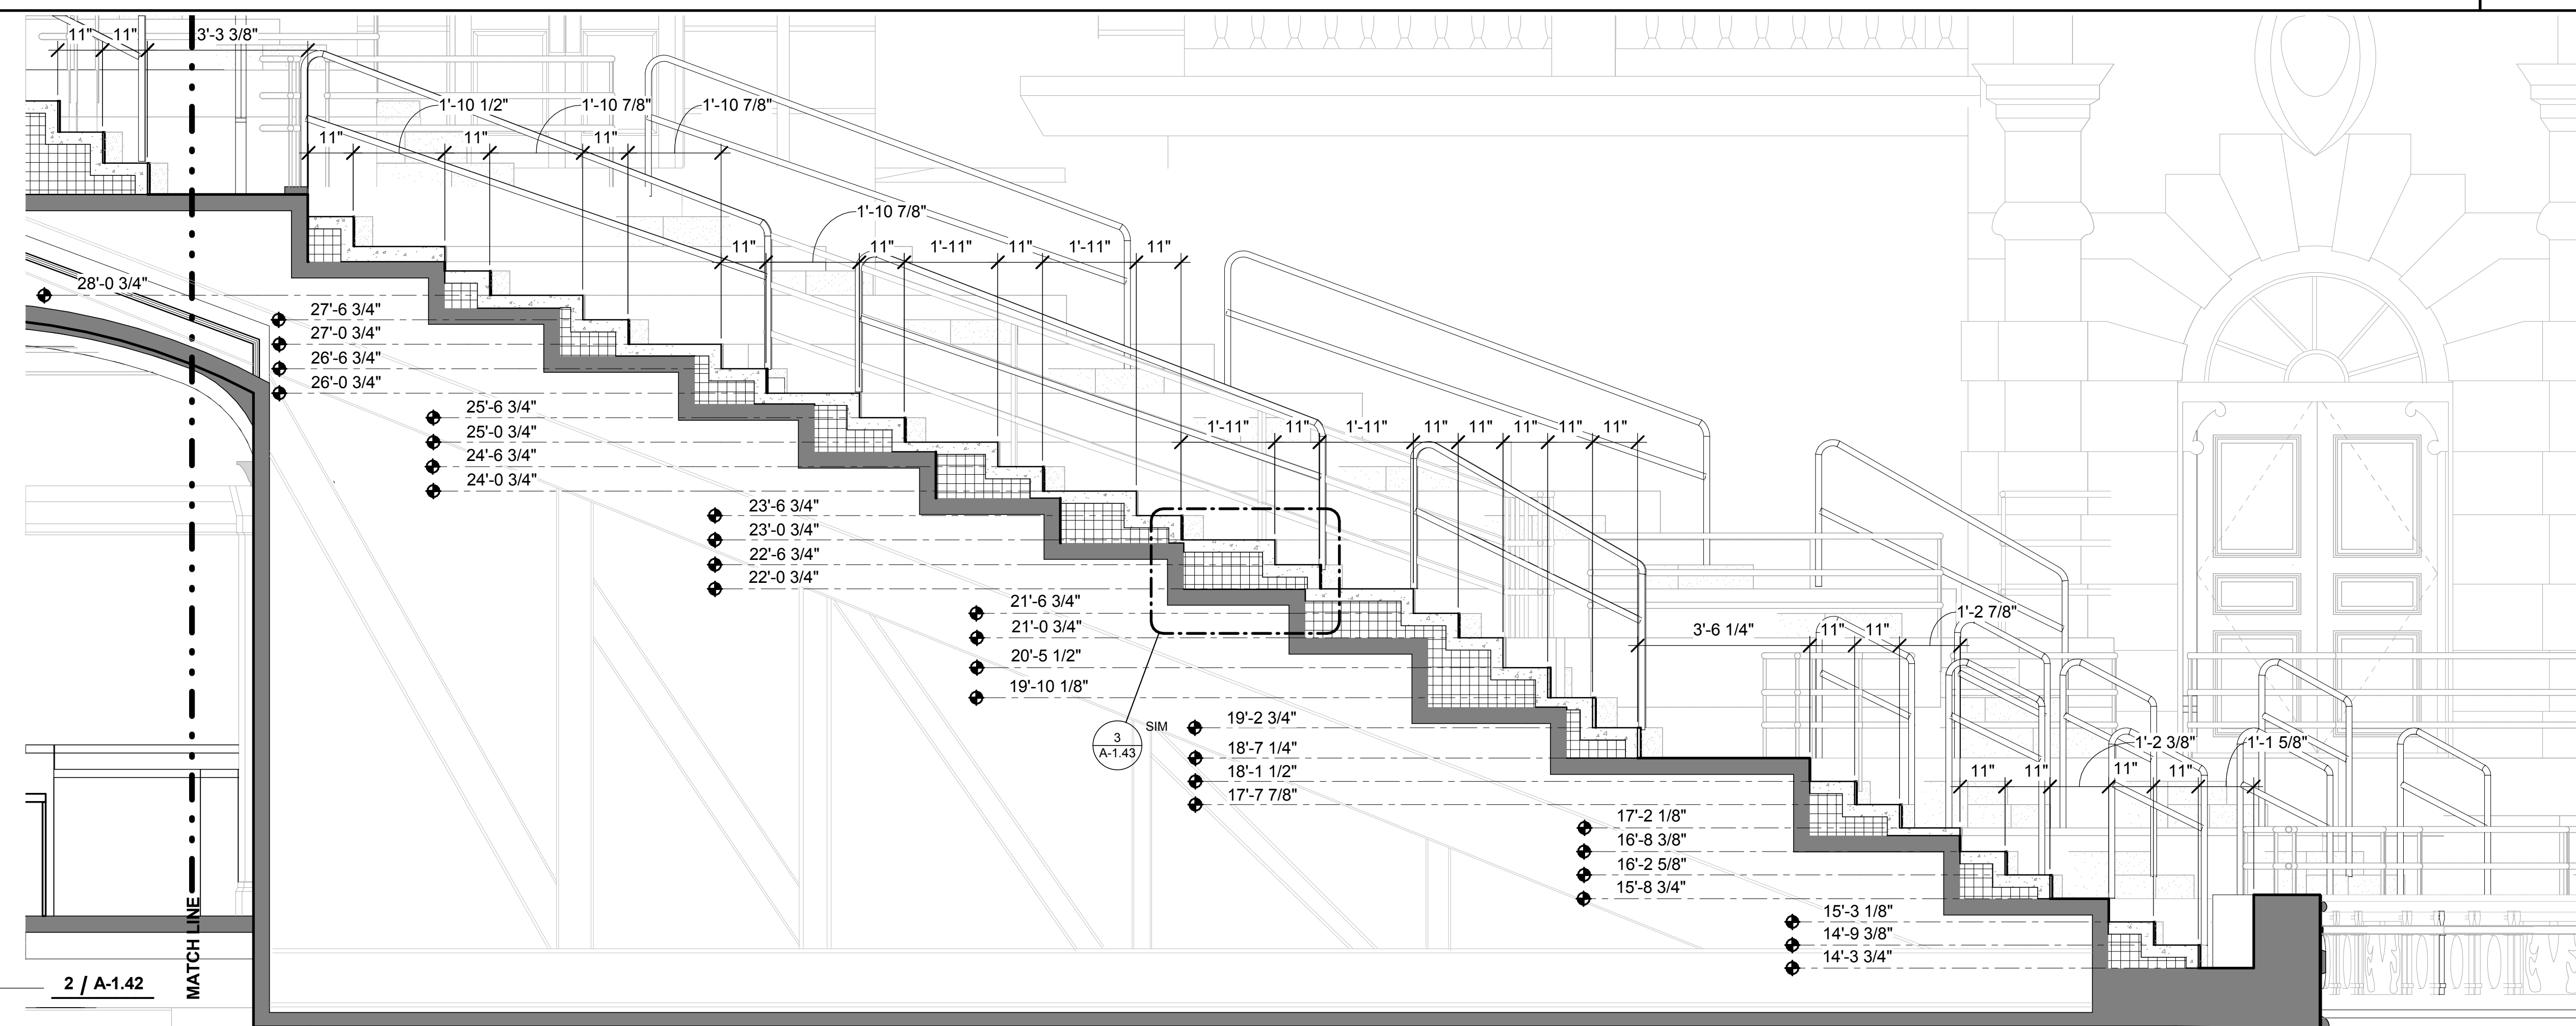 11" 11" 3'-3 3/8"
1'-10 1/2" 1'-10 7/8" 1'-10 7/8"
11" 11" 11"
1'-10 7/8"
11" 11" 1'-11" 11" 1'-11" 11"
28'-0 3/4"
27'-6 3/4"
27'-0 3/4"
26'-6 3/4"
26'-0 3/4"
25'-6 3/4"
25'-0 3/4"
24'-6 3/4"
24'-0 3/4"
1'-11" 11" 1'-11" 11" 11" 11" 11" 11"
23'-6 3/4"
23'-0 3/4"
22'-6 3/4"
22'-0 3/4"
21'-6 3/4"
21'-0 3/4"
20'-5 1/2"
19'-10 1/8"
1'-2 7/8"
3'-6 1/4" 11" 11"
3
A-1.43
SIM
19'-2 3/4"
18'-7 1/4"
18'-1 1/2"
17'-7 7/8"
1'-2 3/8" 1'-1 5/8"
11" 11" 11" 11"
17'-2 1/8"
16'-8 3/8"
16'-2 5/8"
15'-8 3/4"
15'-3 1/8"
14'-9 3/8"
14'-3 3/4"
MATCH LINE
2 / A-1.42